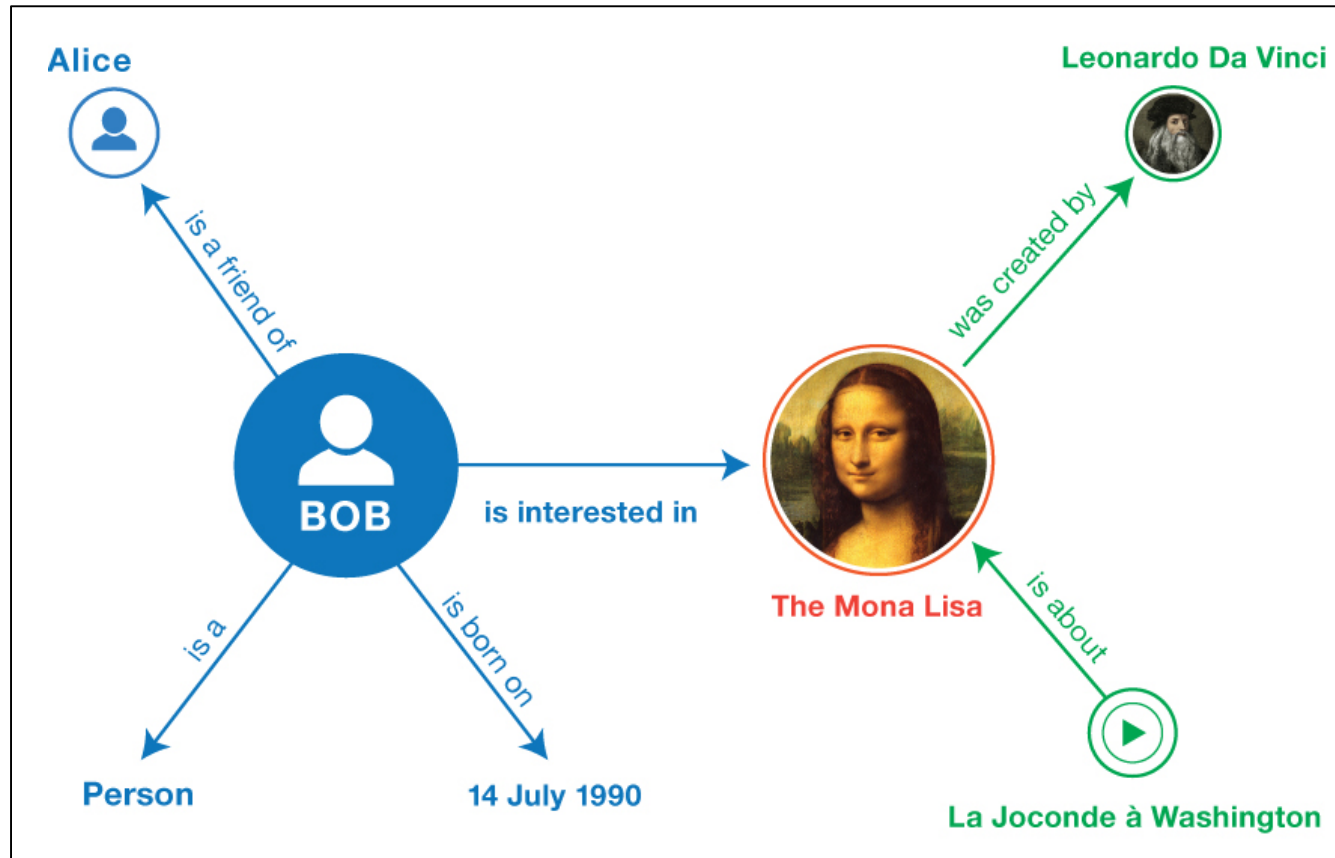 Alice
Leonardo Da Vinci
is a friend of
was created by
BOB
is interested in
The Mona Lisa
is a
is born on
is about
Person
14 July 1990
La Joconde à Washington